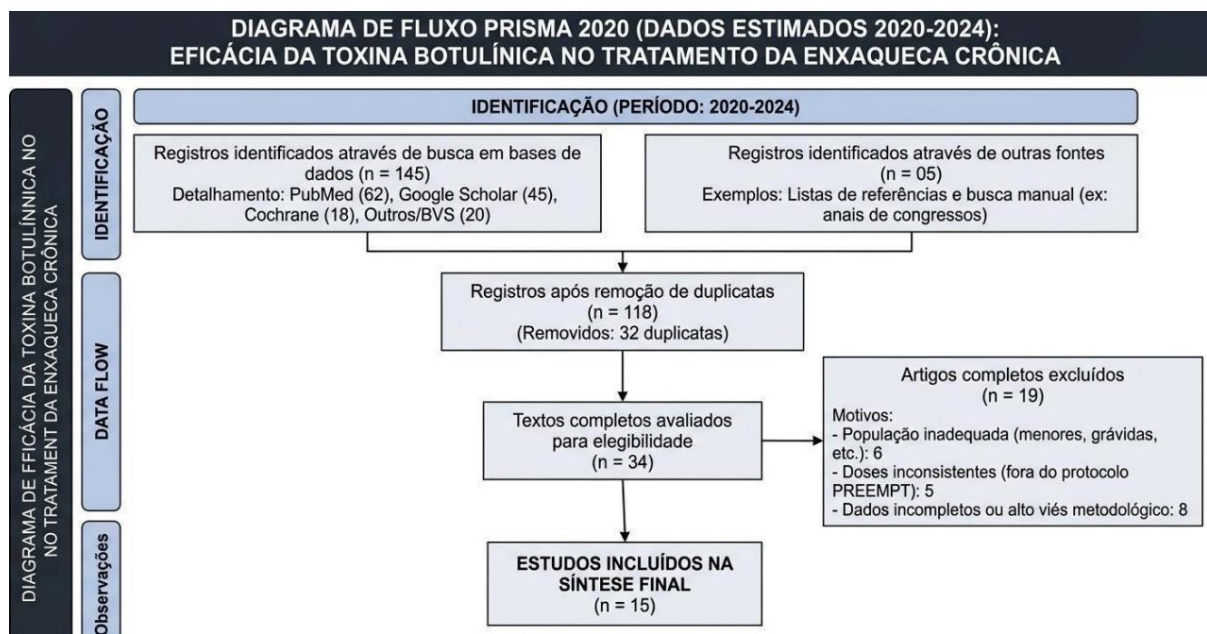 DIAGRAMA DE FLUXO PRISMA 2020 (DADOS ESTIMADOS 2020-2024):
EFICÁCIA DA TOXINA BOTULÍNICA NO TRATAMENTO DA ENXAQUECA CRÔNICA
DIAGRAMA DE FFICÁCIA DA TOXINA BOTULÍNNICA NO
NO TRATAMENT DA ENXAQUECA CRÔNICA
IDENTIFICAÇÃO
IDENTIFICAÇÃO (PERÍODO: 2020-2024)
Registros identificados através de busca em bases de
dados (n = 145)
Detalhamento: PubMed (62), Google Scholar (45),
Cochrane (18), Outros/BVS (20)
Registros identificados através de outras fontes
(n = 05)
Exemplos: Listas de referências e busca manual (ex:
anais de congressos)
DATA FLOW
Registros após remoção de duplicatas
(n = 118)
(Removidos: 32 duplicatas)
Textos completos avaliados
para elegibilidade
(n = 34)
Artigos completos excluídos
(n = 19)
Motivos:
- População inadequada (menores, grávidas,
etc.): 6
- Doses inconsistentes (fora do protocolo
PREEMPT): 5
- Dados incompletos ou alto viés metodológico: 8
Observações
ESTUDOS INCLUÍDOS NA
SÍNTESE FINAL
(n = 15)